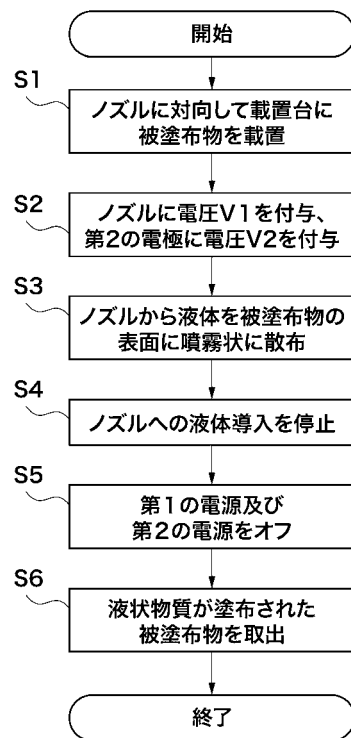 開始
S1
ノズルに対向して載置台に
被塗布物を載置
S2
ノズルに電圧V1を付与、
第2の電極に電圧V2を付与
S3
ノズルから液体を被塗布物の
表面に噴霧状に散布
S4
ノズルへの液体導入を停止
S5
第1の電源及び
第2の電源をオフ
S6
液状物質が塗布された
被塗布物を取出
終了